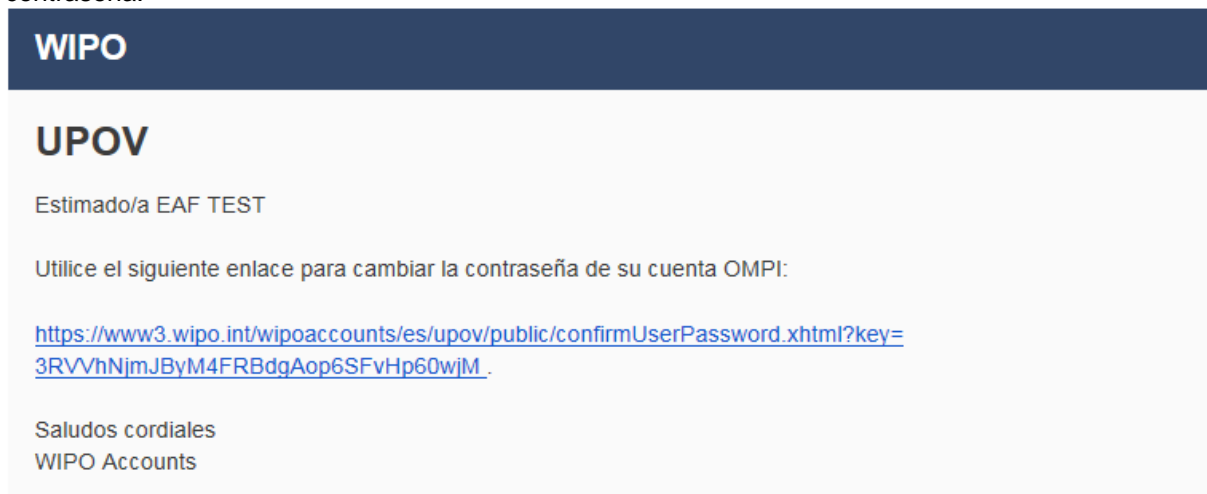 WIPO
UPOV
Estimado/a EAF TEST
Utilice el siguiente enlace para cambiar la contraseña de su cuenta OMPI:
https://www3.wipo.int/wipoaccounts/es/upov/public/confirmUserPassword.xhtml?key=
3RVVhNjmJByM4FRBdgAop6SFvHp60wjM .
Saludos cordiales
WIPO Accounts